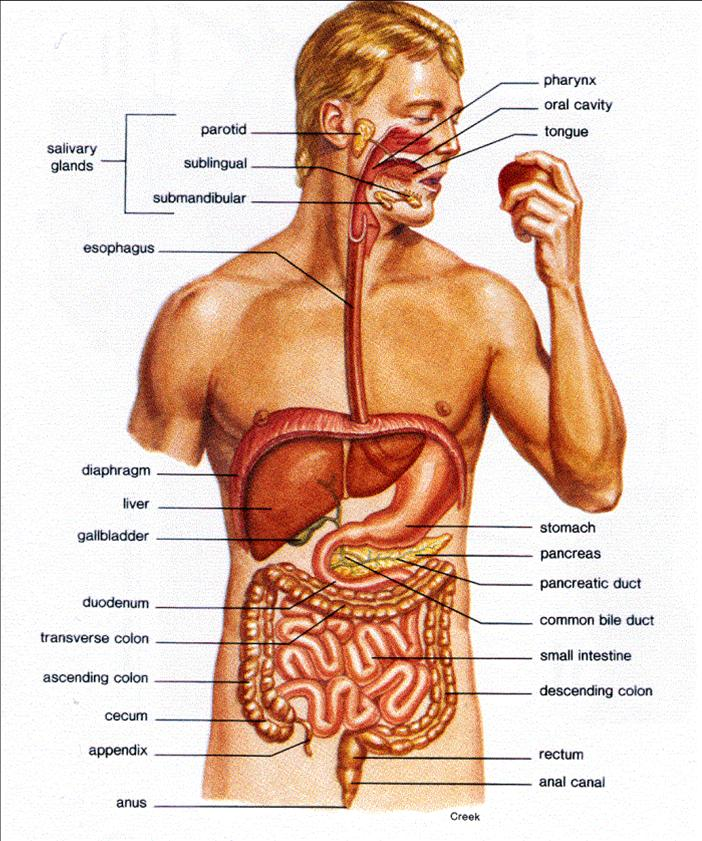 pharynx
oral cavity
tongue
salivary
glands
parotid
sublingual
submandibular
esophagus
diaphragm
liver
gallbladder
stomach
pancreas
pancreatic duct
duodenum
common bile duct
transverse colon
small intestine
ascending colon
descending colon
cecum
appendix
rectum
anal canal
anus
Creek